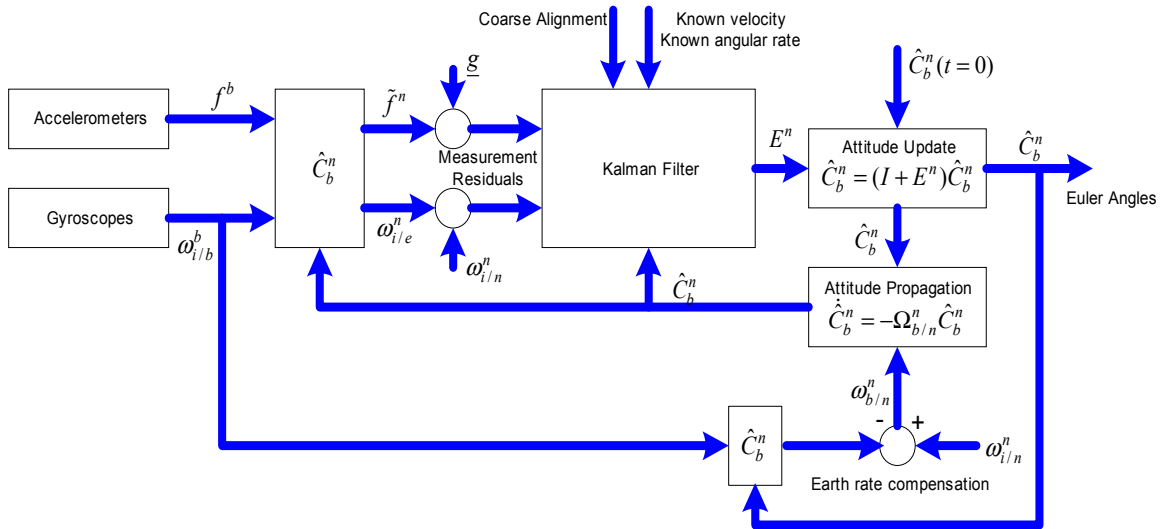 Coarse Alignment
Known velocity
Known angular rate
Ĉ_b^n(t=0)
g
Accelerometers
f^b
f̃^n
Ĉ_b^n
Measurement
Residuals
Kalman Filter
E^n
Attitude Update
Ĉ_b^n = (I + E^n)Ĉ_b^n
Ĉ_b^n
Euler Angles
Gyroscopes
ω_{i/b}^b
ω_{i/e}^n
ω_{i/n}^n
Ĉ_b^n
Ĉ_b^n
Attitude Propagation
Ĉ̇_b^n = −Ω_{b/n}^n Ĉ_b^n
ω_{b/n}^n
- +
Ĉ_b^n
ω_{i/n}^n
Earth rate compensation